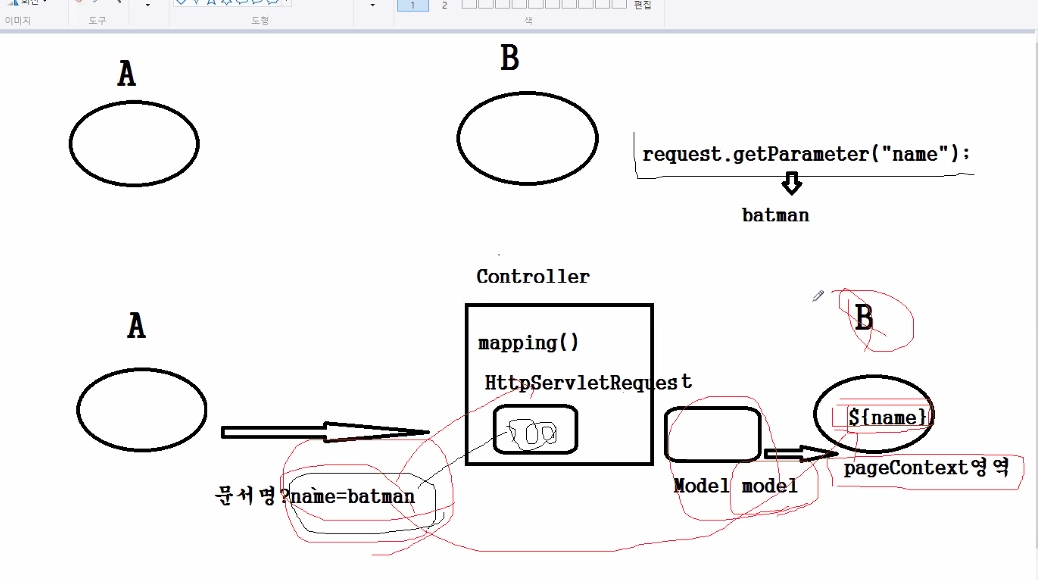 회전
이미지
도구
도형
1
2
편집
색
A
B
request.getParameter("name");
batman
Controller
A
B
mapping()
HttpServletRequest
${name}
pageContext영역
Model model
문서명?name=batman